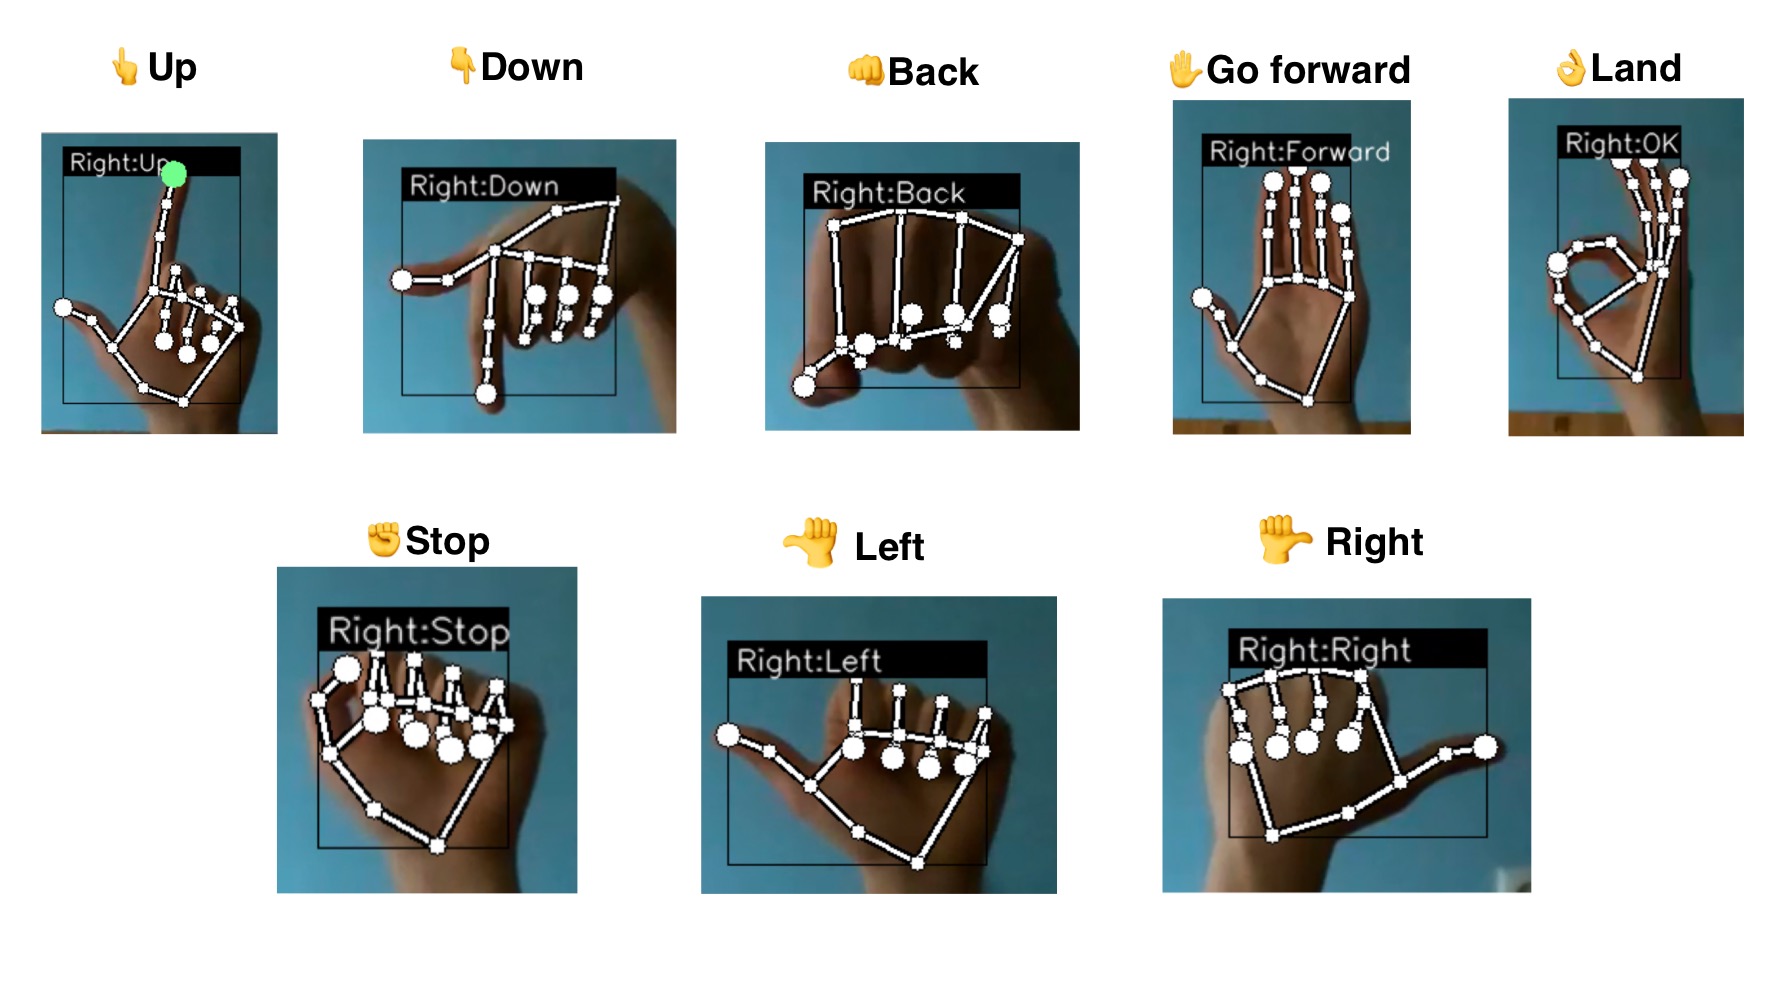 👆Up
👇Down
👊Back
✋Go forward
👌Land
Right:Up
Right:Down
Right:Back
Right:Forward
Right:OK
✊Stop
Left
Right
Right:Stop
Right:Left
Right:Right